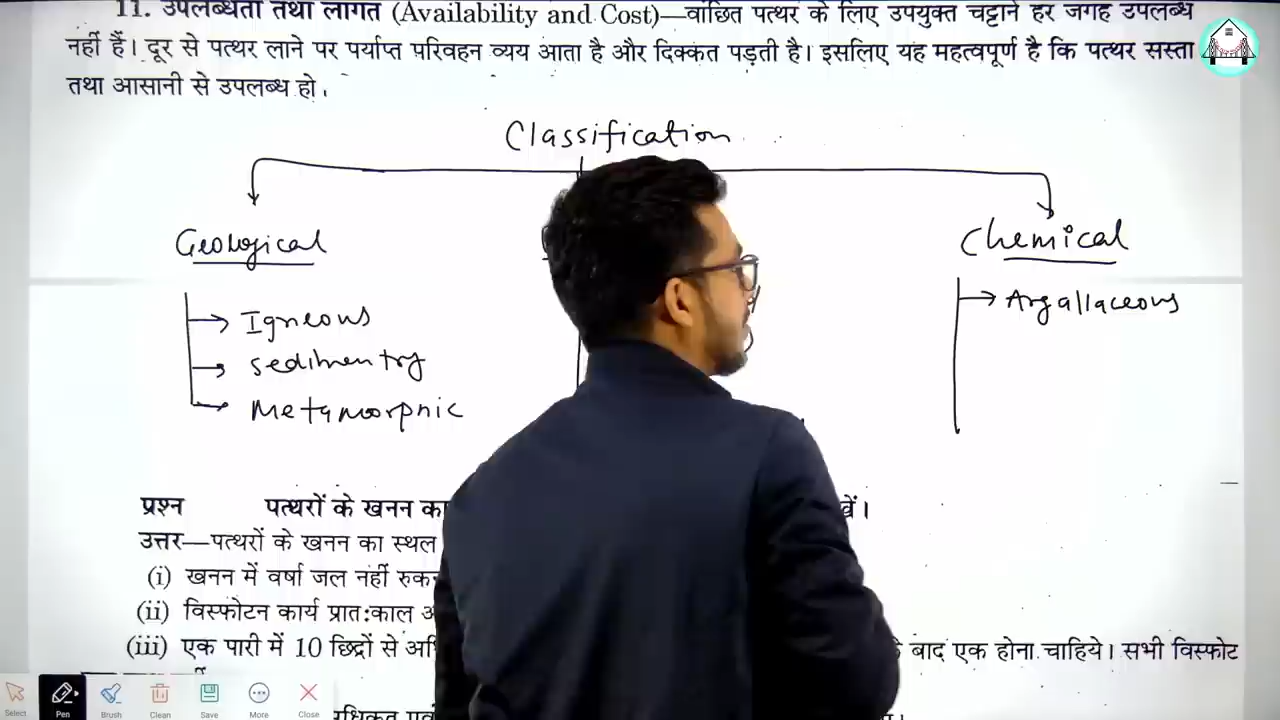 11. उपलब्धता तथा लागत (Availability and Cost)—वांछित पत्थर के लिए उपयुक्त चट्टानें हर जगह उपलब्ध
नहीं हैं। दूर से पत्थर लाने पर पर्याप्त परिवहन व्यय आता है और दिक्कत पड़ती है। इसलिए यह महत्वपूर्ण है कि पत्थर सस्ता
तथा आसानी से उपलब्ध हो।
Classification
Geological
Chemical
Igneous
Argallaceous
sedimentry
Metamorphic
प्रश्न पत्थरों के खनन का
उत्तर—पत्थरों के खनन का स्थल
(i) खनन में वर्षा जल नहीं
(ii) विस्फोटन कार्य प्रात:काल
(iii) एक पारी में 10 छिद्रों से बाद एक होना चाहिये। सभी विस्फोट
Select Pen Brush Clean Save More Close